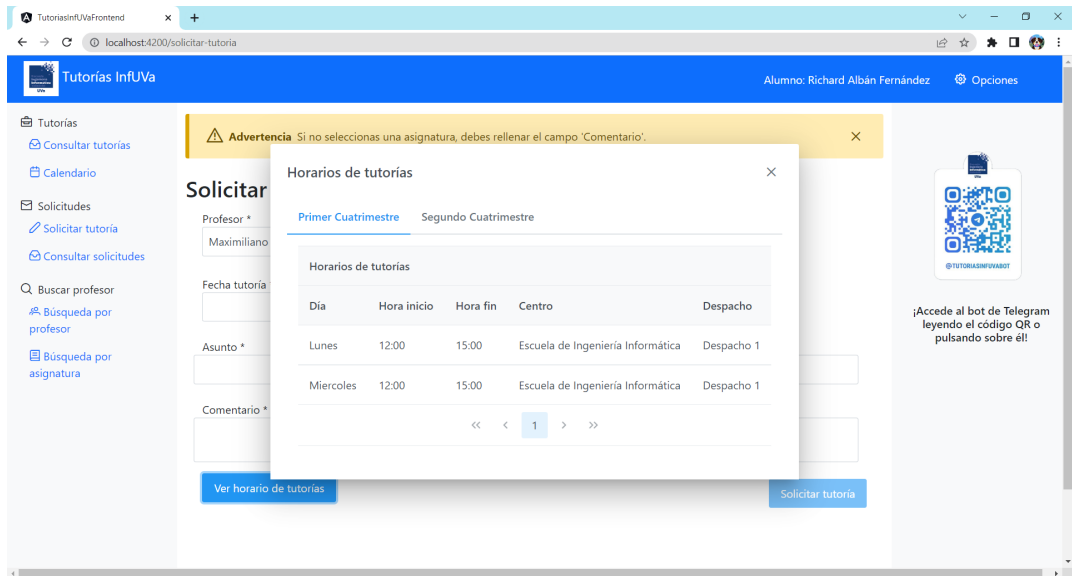 TutoriasInfUVaFrontend
localhost:4200/solicitar-tutoria
Tutorías InfUVa
Alumno: Richard Albán Fernández
Opciones
Tutorías
Consultar tutorías
Calendario
Solicitudes
Solicitar tutoría
Consultar solicitudes
Buscar profesor
Búsqueda por
profesor
Búsqueda por
asignatura
Advertencia Si no seleccionas una asignatura, debes rellenar el campo 'Comentario'.
Solicitar
Profesor *
Maximiliano
Fecha tutoría
Asunto *
Comentario *
Ver horario de tutorías
Solicitar tutoría
Horarios de tutorías
Primer Cuatrimestre Segundo Cuatrimestre
Horarios de tutorías
Día Hora inicio Hora fin Centro Despacho
Lunes 12:00 15:00 Escuela de Ingeniería Informática Despacho 1
Miercoles 12:00 15:00 Escuela de Ingeniería Informática Despacho 1
<< < 1 > >>
@TUTORIASINFUVABOT
¡Accede al bot de Telegram
leyendo el código QR o
pulsando sobre él!